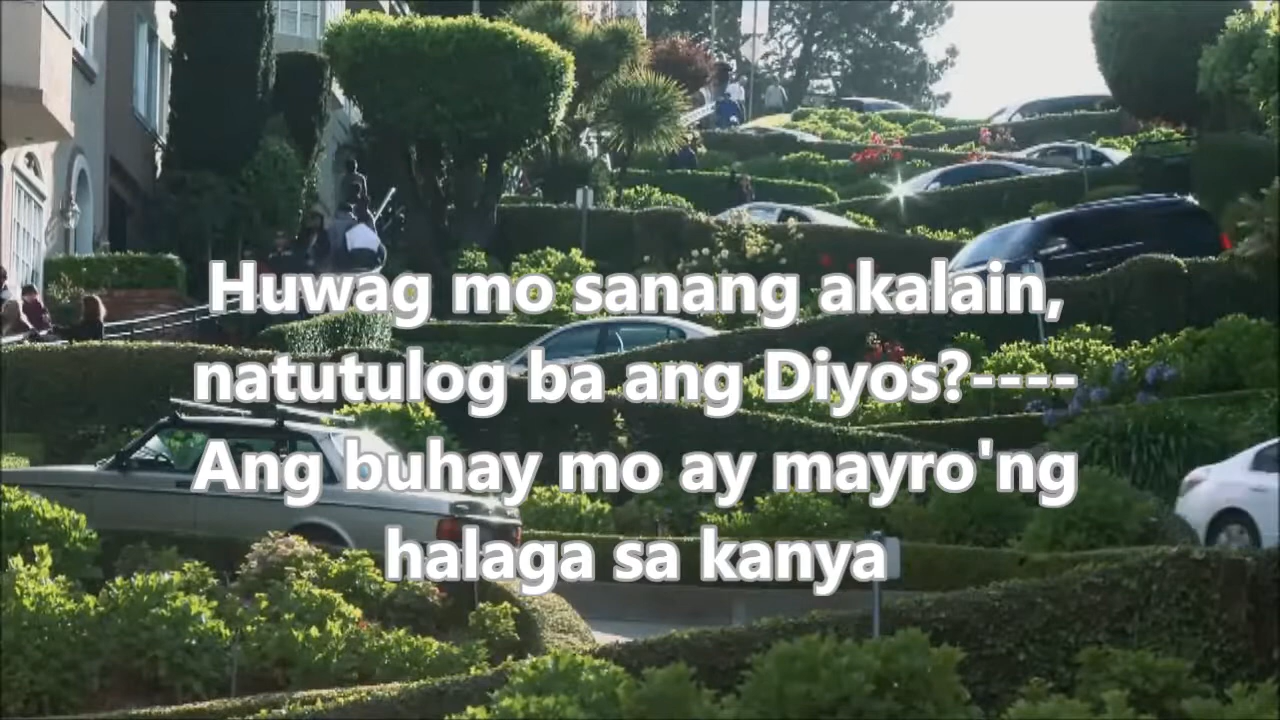 Huwag mo sanang akalain,
natutulog ba ang Diyos?----
Ang buhay mo ay mayro'ng
halaga sa kanya